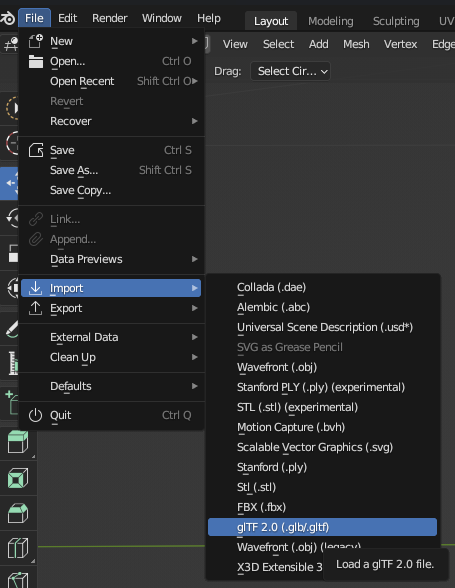 File Edit Render Window Help Layout Modeling Sculpting UV
View Select Add Mesh Vertex Edge
Drag: Select Cir...
New
Open... Ctrl O
Open Recent Shift Ctrl O
Revert
Recover
Save Ctrl S
Save As... Shift Ctrl S
Save Copy...
Link...
Append...
Data Previews
Import
Export
External Data
Clean Up
Defaults
Quit Ctrl Q
Collada (.dae)
Alembic (.abc)
Universal Scene Description (.usd*)
SVG as Grease Pencil
Wavefront (.obj)
Stanford PLY (.ply) (experimental)
STL (.stl) (experimental)
Motion Capture (.bvh)
Scalable Vector Graphics (.svg)
Stanford (.ply)
Stl (.stl)
FBX (.fbx)
glTF 2.0 (.glb/.gltf)
Wavefront (.obj) (legacy)
X3D Extensible 3
Load a glTF 2.0 file.